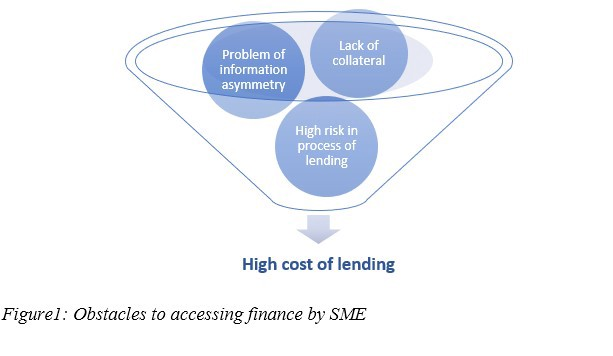 Problem of
information
asymmetry
Lack of
collateral
High risk in
process of
lending
High cost of lending
Figure1: Obstacles to accessing finance by SME